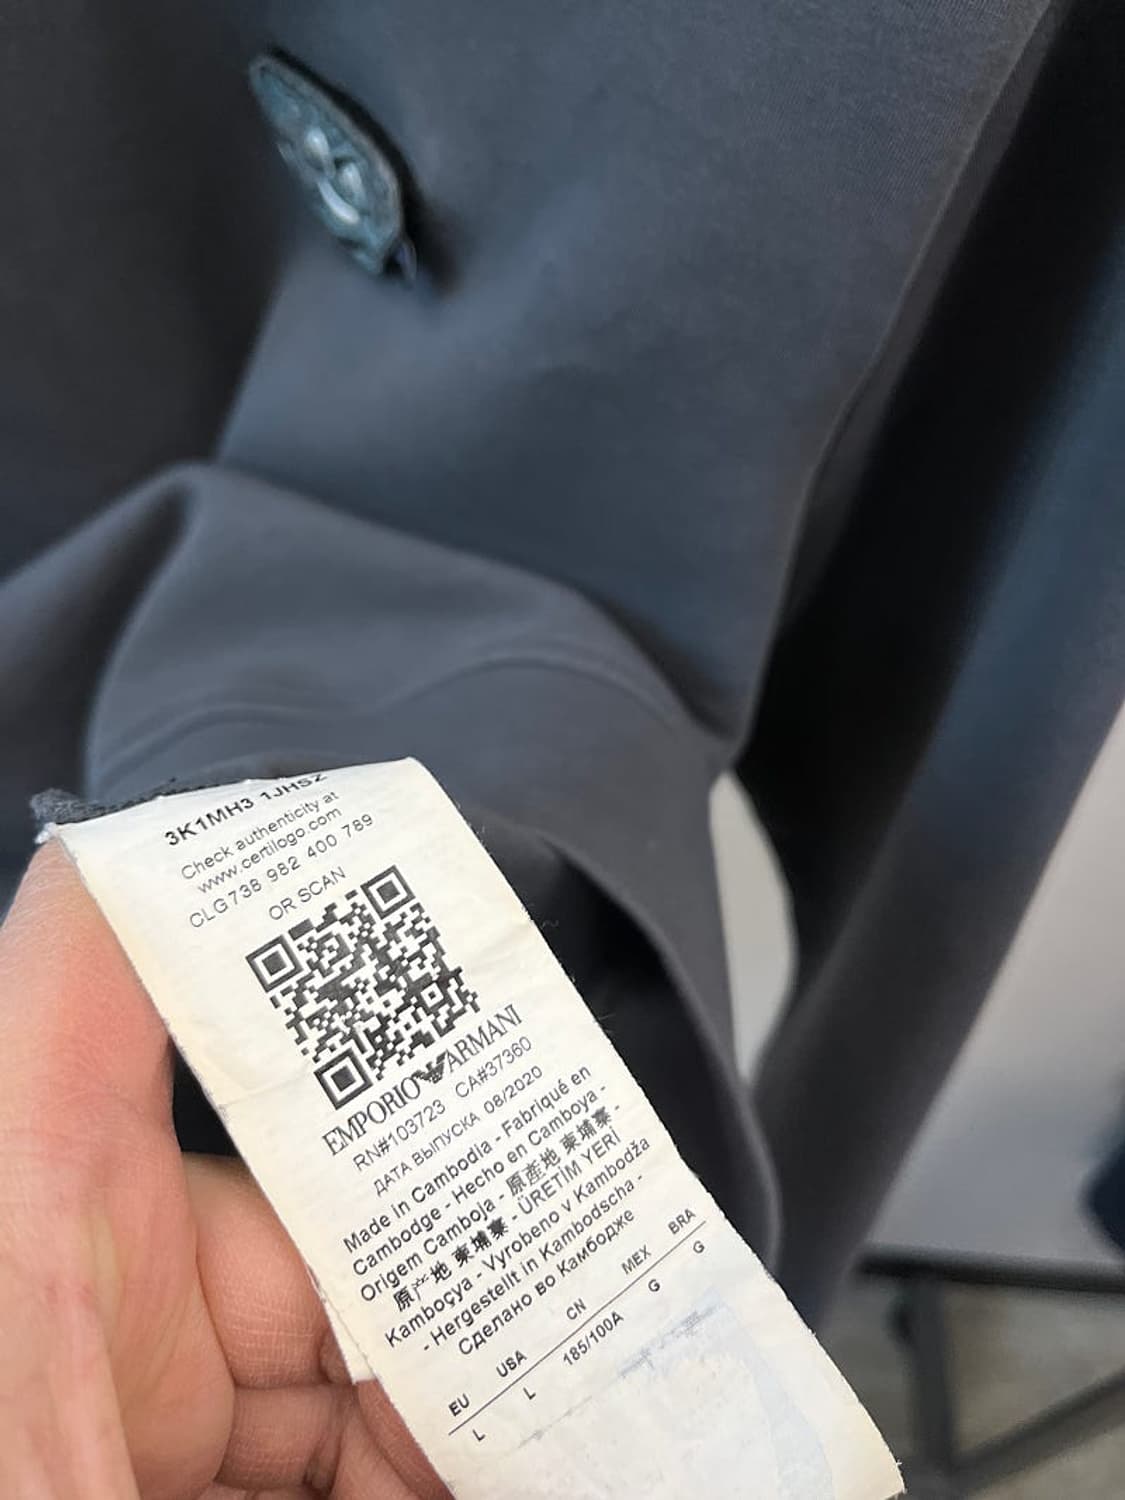 3K1MH3 1JHSZ
Check authenticity at
www.certilogo.com
CLG738 982 400 789
OR SCAN
EMPORIO ARMANI
RN#103723 CA#37360
ДАТА ВЫПУСКА 08/2020
Made in Cambodia - Fabriqué en
Cambodge - Hecho en Camboya -
Origem Camboja - 原產地 柬埔寨 -
原产地 柬埔寨 - ÜRETİM YERİ
Kamboçya - Vyrobeno v Kambodža
- Hergestellt in Kambodscha -
Сделано во Камбодже
EU USA CN MEX BRA
L L 185/100A G G